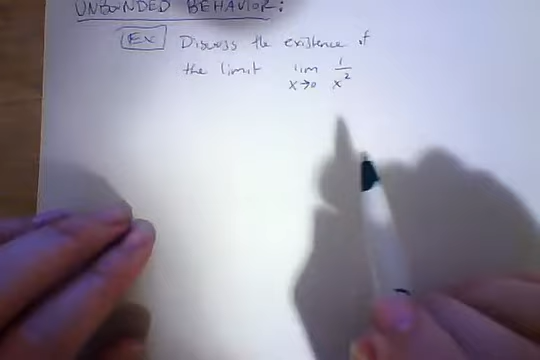 UNBOUNDED BEHAVIOR:
Ex Discuss the existence of
the limit lim x→0 1/x²